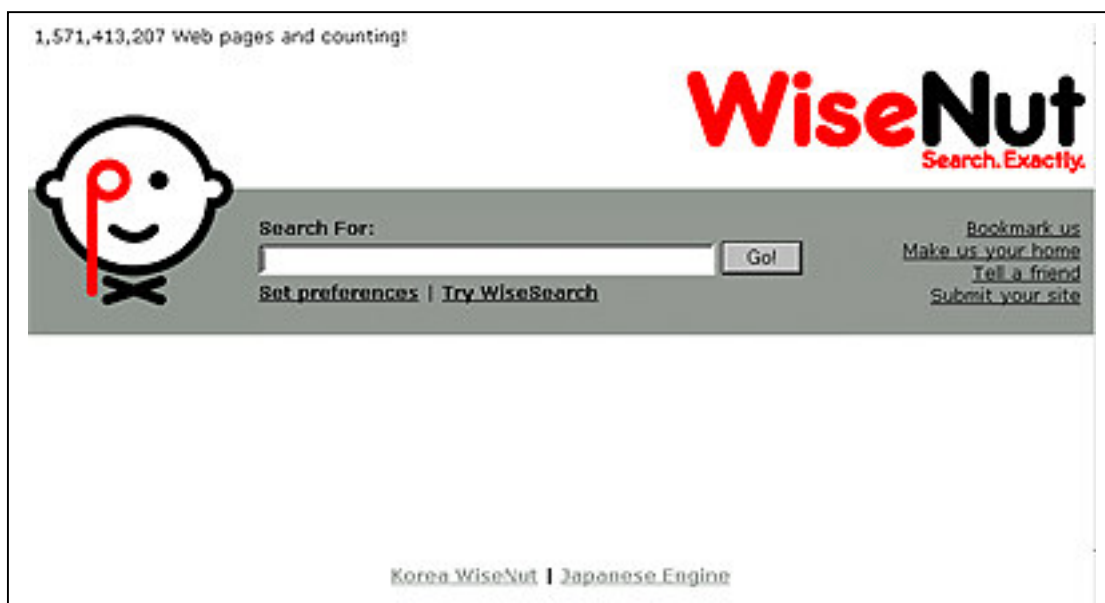 1,571,413,207 Web pages and counting!
WiseNut
Search.Exactly.
Search For:
Go!
Set preferences | Try WiseSearch
Bookmark us
Make us your home
Tell a friend
Submit your site
Korea WiseNut | Japanese Engine